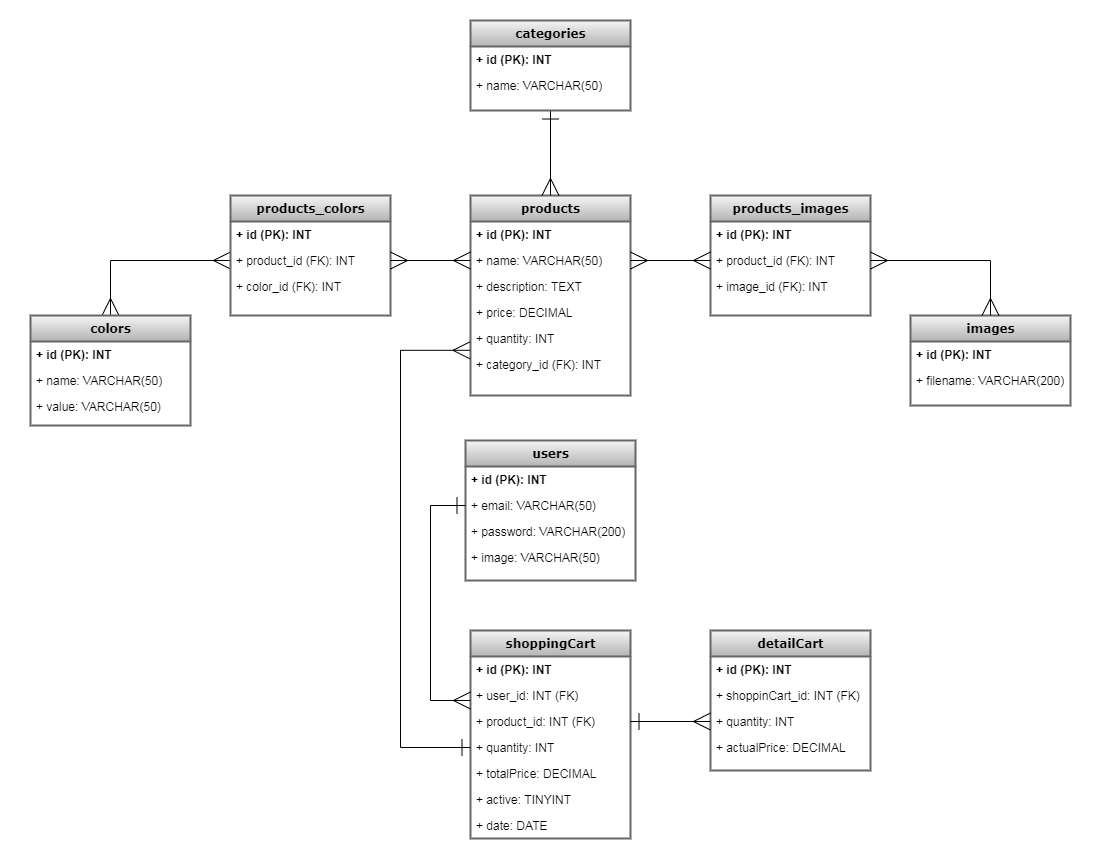 categories
+ id (PK): INT
+ name: VARCHAR(50)
products_colors
+ id (PK): INT
+ product_id (FK): INT
+ color_id (FK): INT
products
+ id (PK): INT
+ name: VARCHAR(50)
+ description: TEXT
+ price: DECIMAL
+ quantity: INT
+ category_id (FK): INT
products_images
+ id (PK): INT
+ product_id (FK): INT
+ image_id (FK): INT
colors
+ id (PK): INT
+ name: VARCHAR(50)
+ value: VARCHAR(50)
images
+ id (PK): INT
+ filename: VARCHAR(200)
users
+ id (PK): INT
+ email: VARCHAR(50)
+ password: VARCHAR(200)
+ image: VARCHAR(50)
shoppingCart
+ id (PK): INT
+ user_id: INT (FK)
+ product_id: INT (FK)
+ quantity: INT
+ totalPrice: DECIMAL
+ active: TINYINT
+ date: DATE
detailCart
+ id (PK): INT
+ shoppinCart_id: INT (FK)
+ quantity: INT
+ actualPrice: DECIMAL